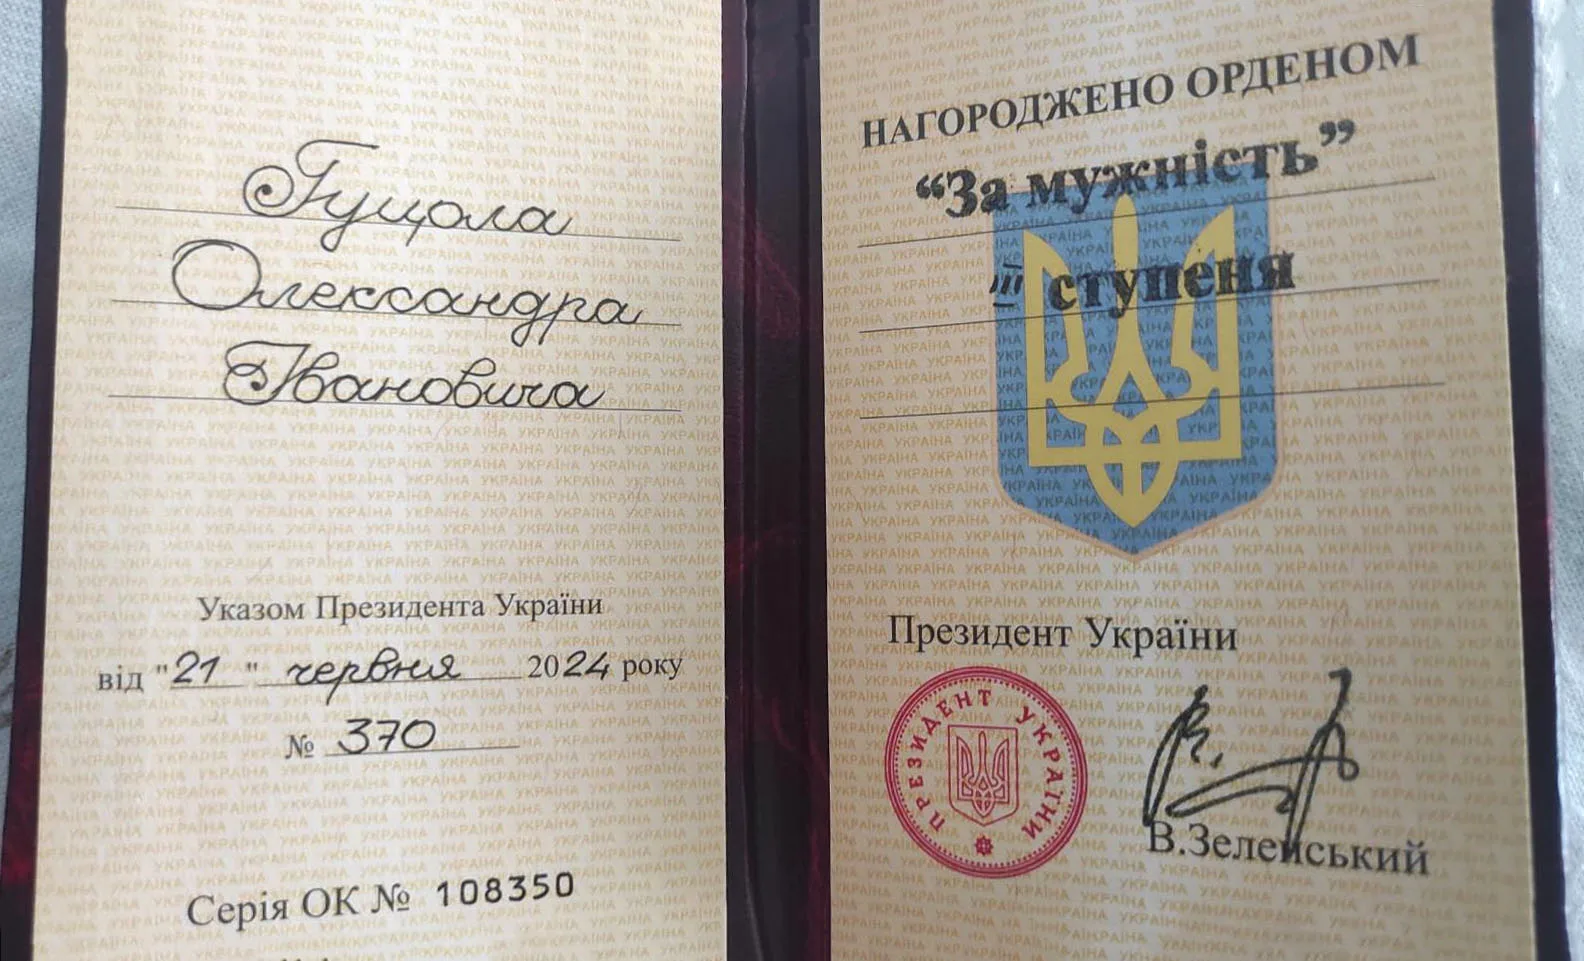 Гуцола
Олександра
Івановича
Указом Президента України
від "21" червня 2024 року
№ 370
Серія ОК № 108350
НАГОРОДЖЕНО ОРДЕНОМ
“За мужність”
III ступеня
Президент України
ПРЕЗИДЕНТ УКРАЇНИ
В.Зеленський